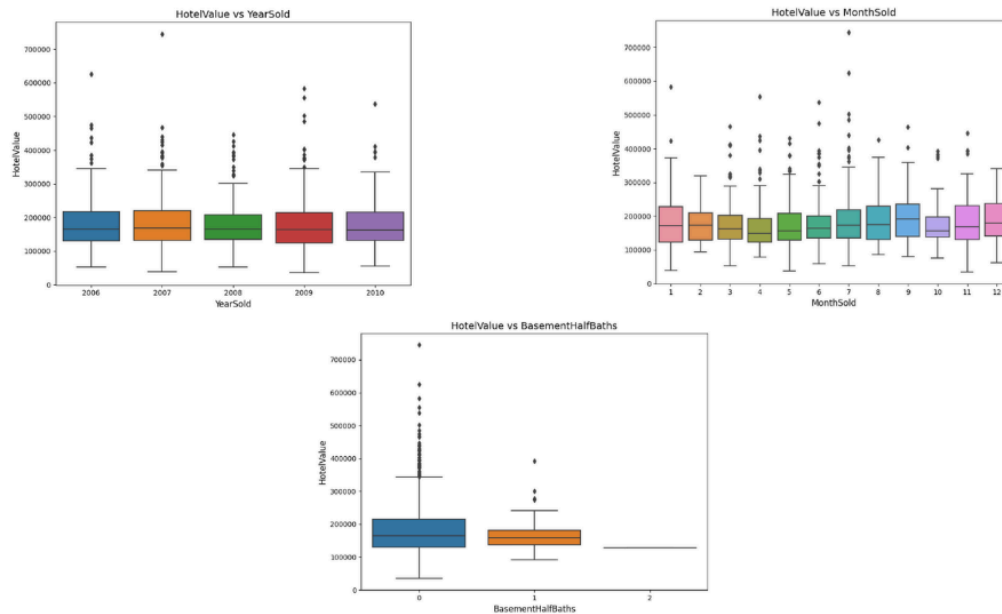 HotelValue vs YearSold
700000
600000
500000
400000
300000
200000
100000
0
HotelValue
2006 2007 2008 2009 2010
YearSold
HotelValue vs MonthSold
700000
600000
500000
400000
300000
200000
100000
0
HotelValue
1 2 3 4 5 6 7 8 9 10 11 12
MonthSold
HotelValue vs BasementHalfBaths
700000
600000
500000
400000
300000
200000
100000
0
HotelValue
0 1 2
BasementHalfBaths